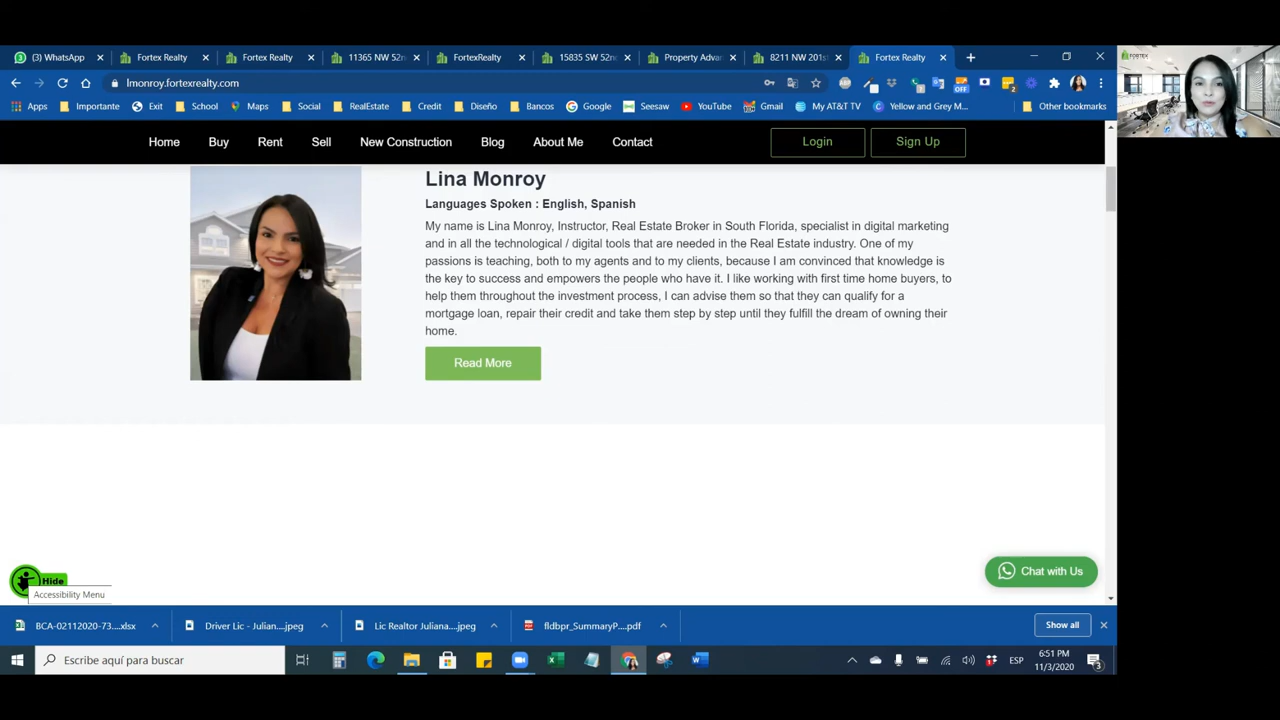 (3) WhatsApp
Fortex Realty
Fortex Realty
11365 NW 52n
FortexRealty
15835 SW 52nd
Property Advan
8211 NW 201st
Fortex Realty
lmonroy.fortexrealty.com
Apps
Importante
Exit
School
Maps
Social
RealEstate
Credit
Diseño
Bancos
Google
Seesaw
YouTube
Gmail
My AT&T TV
Yellow and Grey M...
Other bookmarks
Home
Buy
Rent
Sell
New Construction
Blog
About Me
Contact
Login
Sign Up
Lina Monroy
Languages Spoken : English, Spanish
My name is Lina Monroy, Instructor, Real Estate Broker in South Florida, specialist in digital marketing
and in all the technological / digital tools that are needed in the Real Estate industry. One of my
passions is teaching, both to my agents and to my clients, because I am convinced that knowledge is
the key to success and empowers the people who have it. I like working with first time home buyers, to
help them throughout the investment process, I can advise them so that they can qualify for a
mortgage loan, repair their credit and take them step by step until they fulfill the dream of owning their
home.
Read More
Hide
Accessibility Menu
Chat with Us
BCA-02112020-73....xlsx
Driver Lic - Julian....jpeg
Lic Realtor Juliana....jpeg
fldbpr_SummaryP....pdf
Show all
Escribe aquí para buscar
ESP
6:51 PM
11/3/2020
3